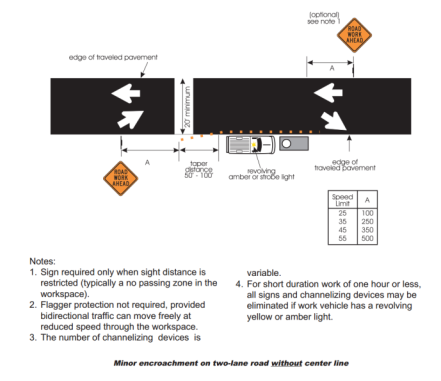 (optional)
see note 1
ROAD
WORK
AHEAD
edge of traveled pavement
A
20' minimum
A
taper
distance
50' - 100'
revolving
amber or strobe light
edge of
traveled pavement
ROAD
WORK
AHEAD
Speed
Limit A
25 100
35 250
45 350
55 500
Notes:
1. Sign required only when sight distance is
restricted (typically a no passing zone in the
workspace).
2. Flagger protection not required, provided
bidirectional traffic can move freely at
reduced speed through the workspace.
3. The number of channelizing devices is
variable.
4. For short duration work of one hour or less,
all signs and channelizing devices may be
eliminated if work vehicle has a revolving
yellow or amber light.
Minor encroachment on two-lane road without center line